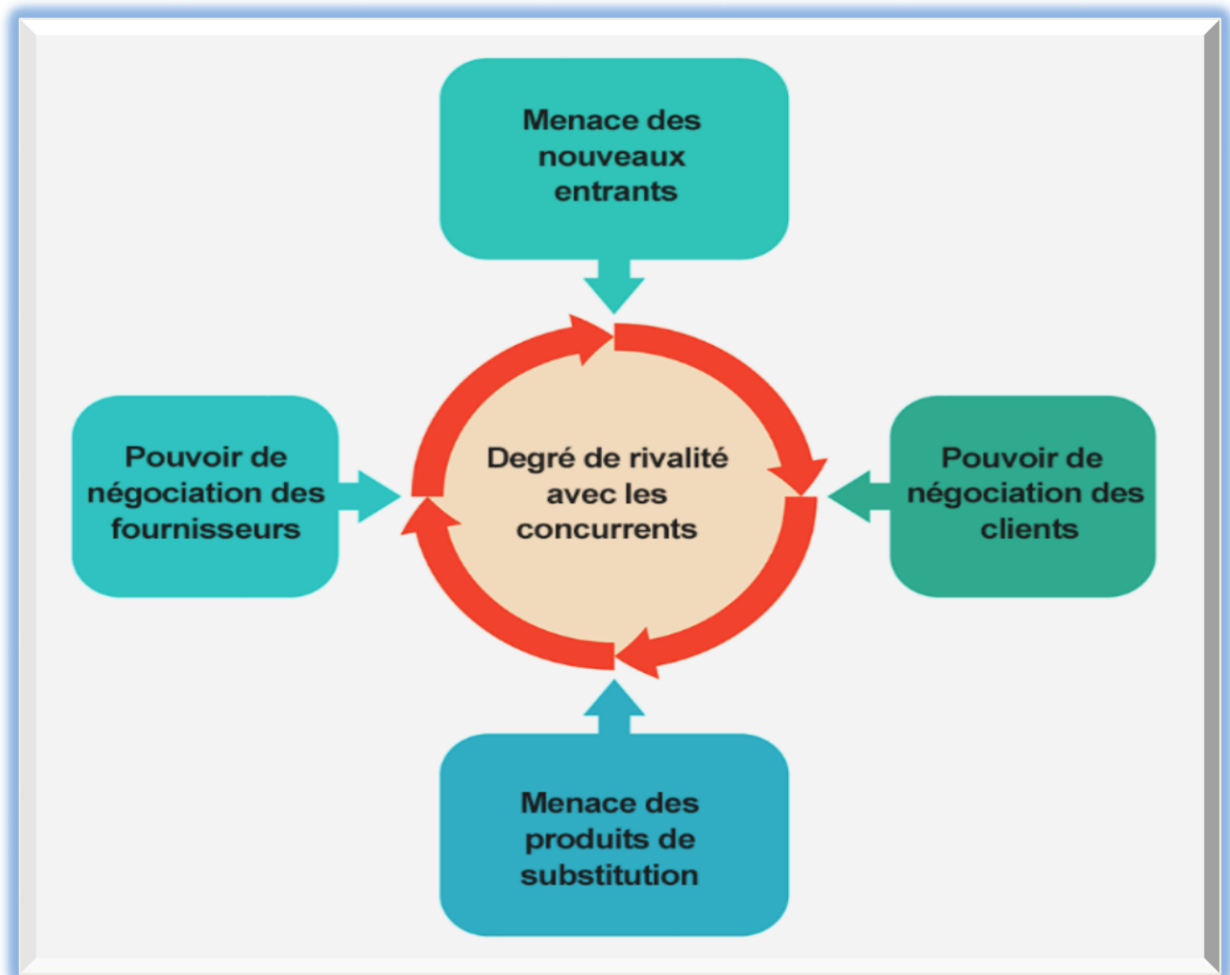 Menace des
nouveaux
entrants
Pouvoir de
négociation des
fournisseurs
Degré de rivalité
avec les
concurrents
Pouvoir de
négociation des
clients
Menace des
produits de
substitution